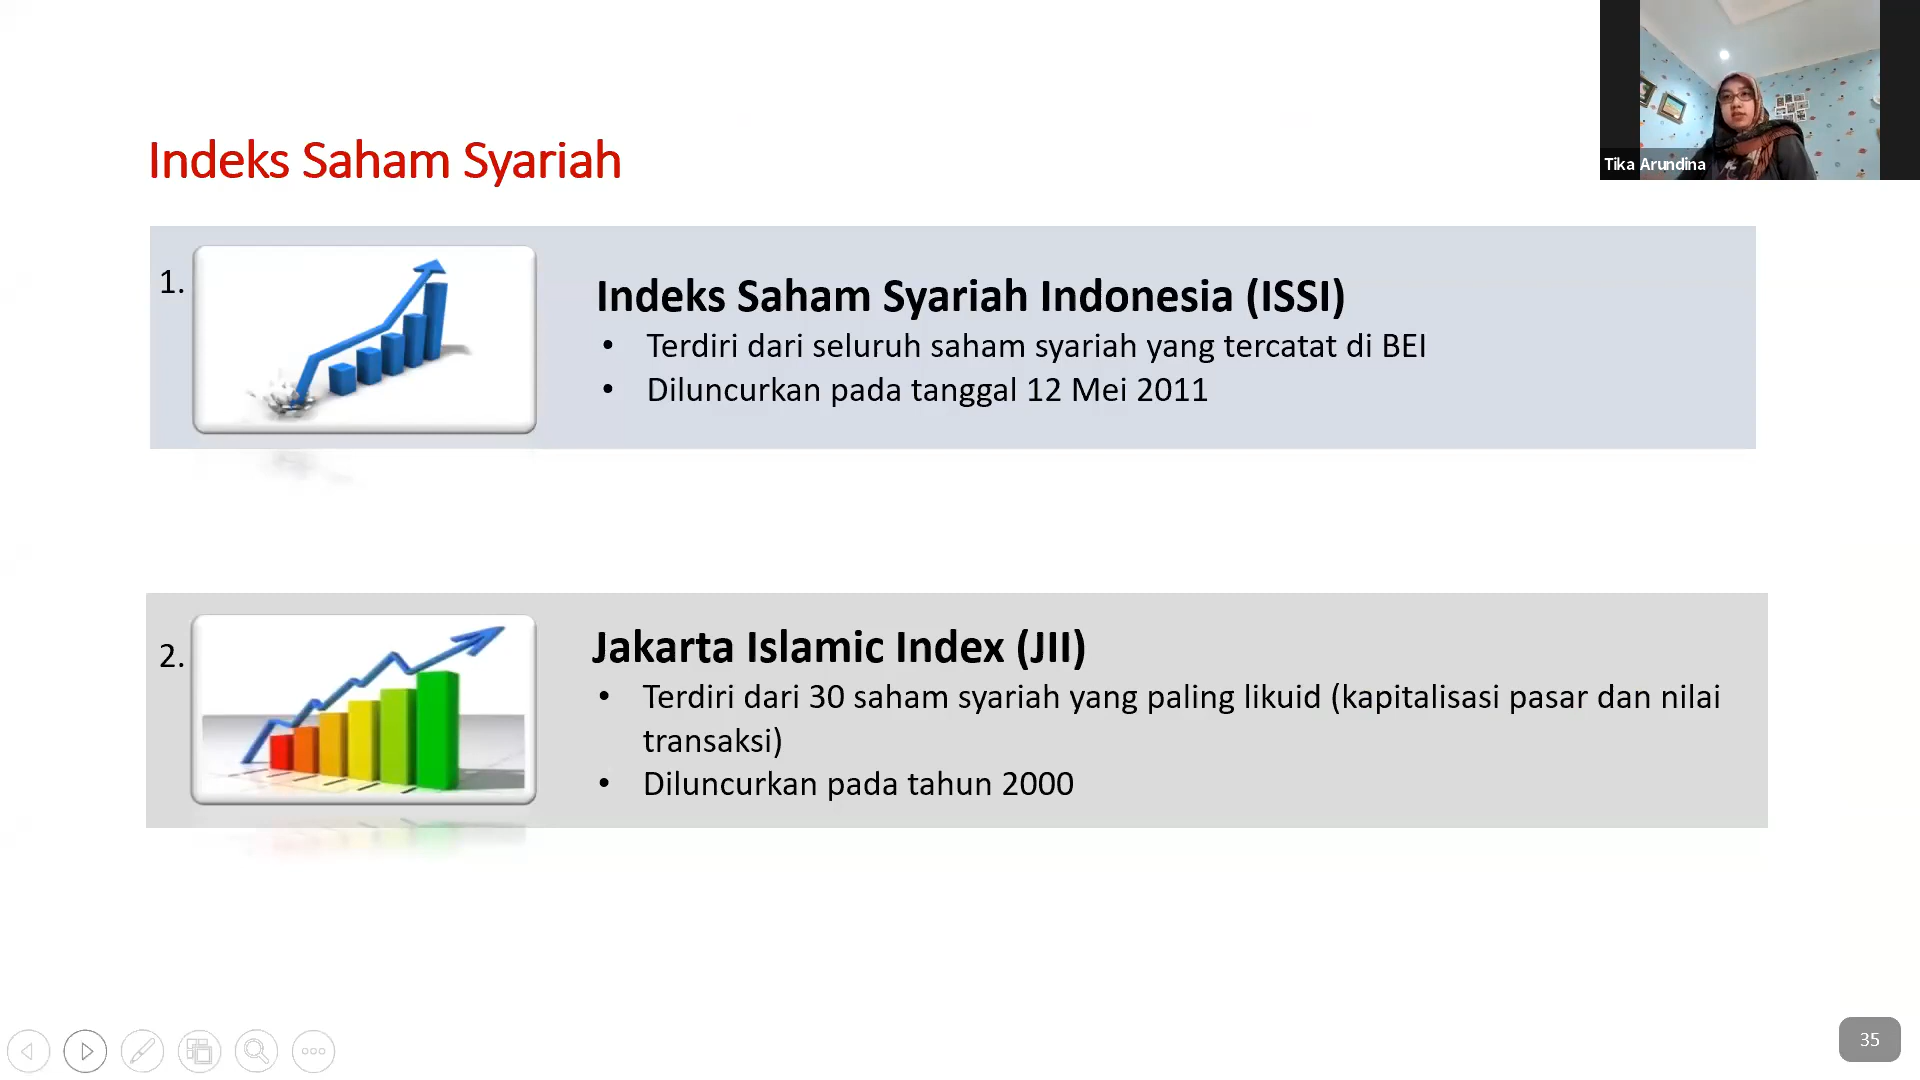 Tika Arundina
Indeks Saham Syariah
1.
Indeks Saham Syariah Indonesia (ISSI)
• Terdiri dari seluruh saham syariah yang tercatat di BEI
• Diluncurkan pada tanggal 12 Mei 2011
2.
Jakarta Islamic Index (JII)
• Terdiri dari 30 saham syariah yang paling likuid (kapitalisasi pasar dan nilai
transaksi)
• Diluncurkan pada tahun 2000
35